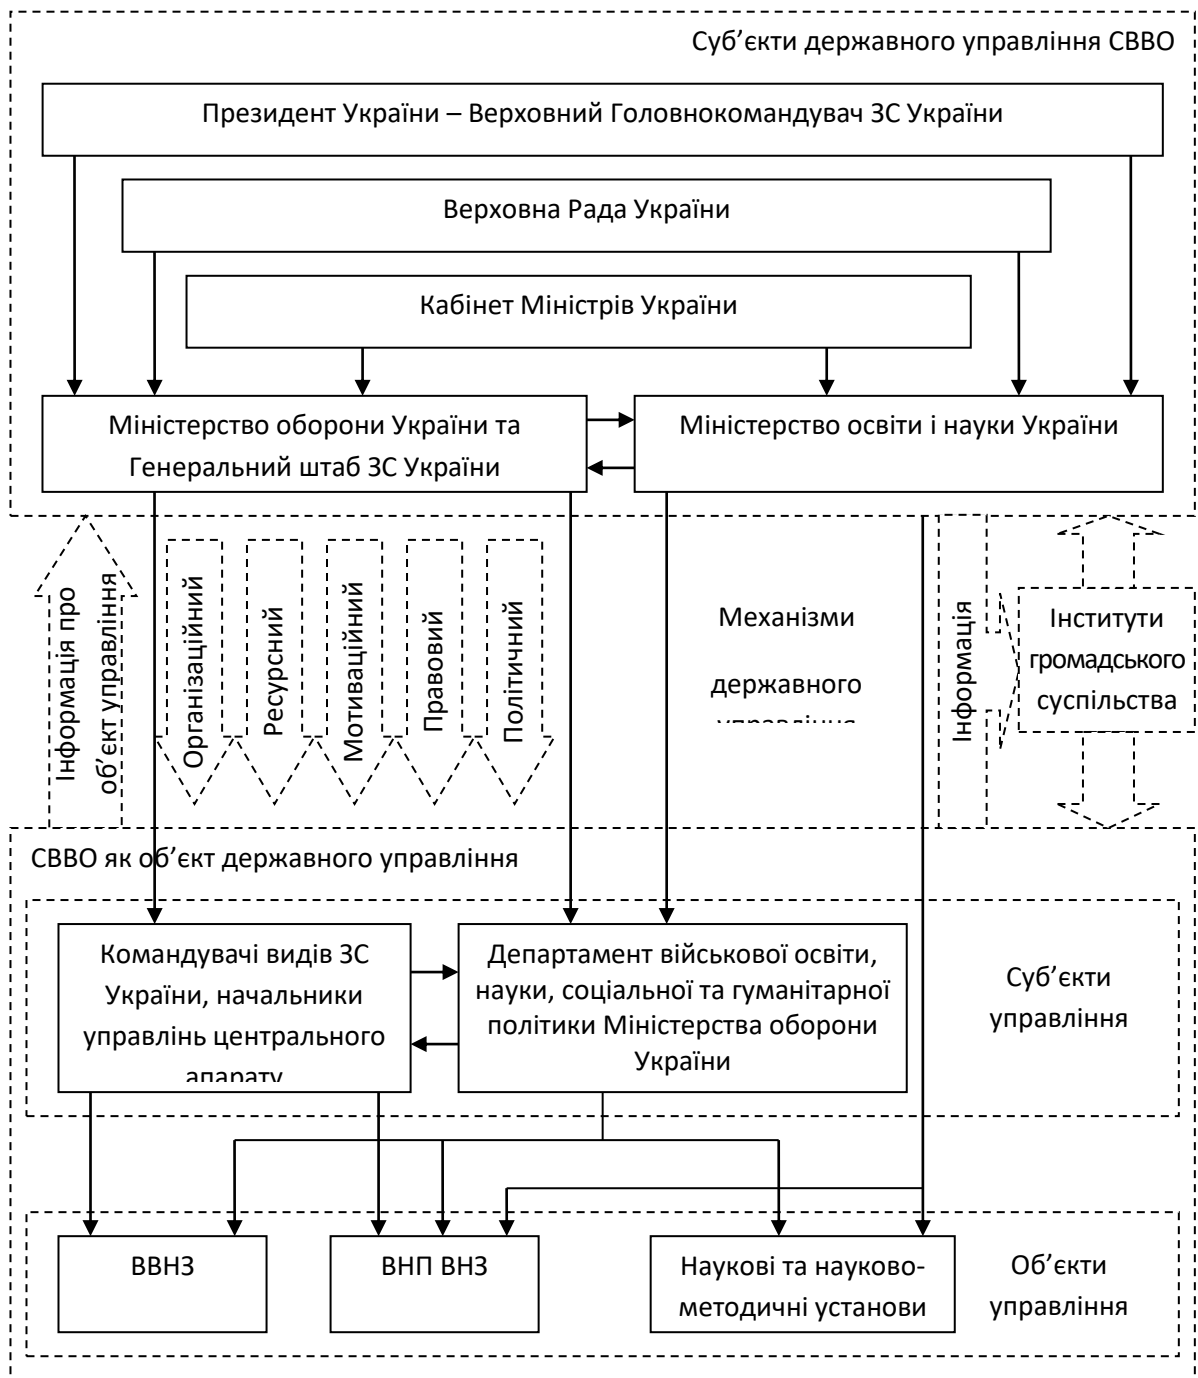 Суб’єкти державного управління СВВО
Президент України – Верховний Головнокомандувач ЗС України
Верховна Рада України
Кабінет Міністрів України
Міністерство оборони України та
Генеральний штаб ЗС України
Міністерство освіти і науки України
Інформація про
об’єкт управління
Організаційний
Ресурсний
Мотиваційний
Правовий
Політичний
Механізми
державного
управління
Інформація
Інститути
громадського
суспільства
СВВО як об’єкт державного управління
Командувачі видів ЗС
України, начальники
управлінь центрального
апарату
Департамент військової освіти,
науки, соціальної та гуманітарної
політики Міністерства оборони
України
Суб’єкти
управління
ВВНЗ
ВНП ВНЗ
Наукові та науково-
методичні установи
Об’єкти
управління